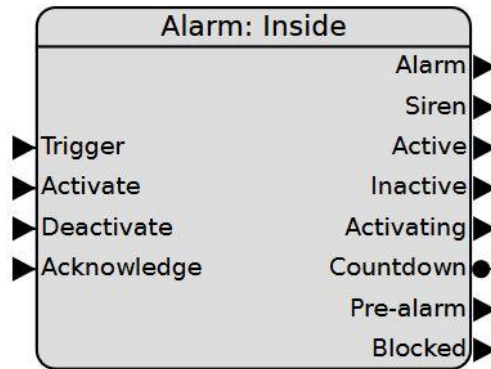 Alarm: Inside
Alarm
Siren
Trigger Active
Activate Inactive
Deactivate Activating
Acknowledge Countdown
Pre-alarm
Blocked